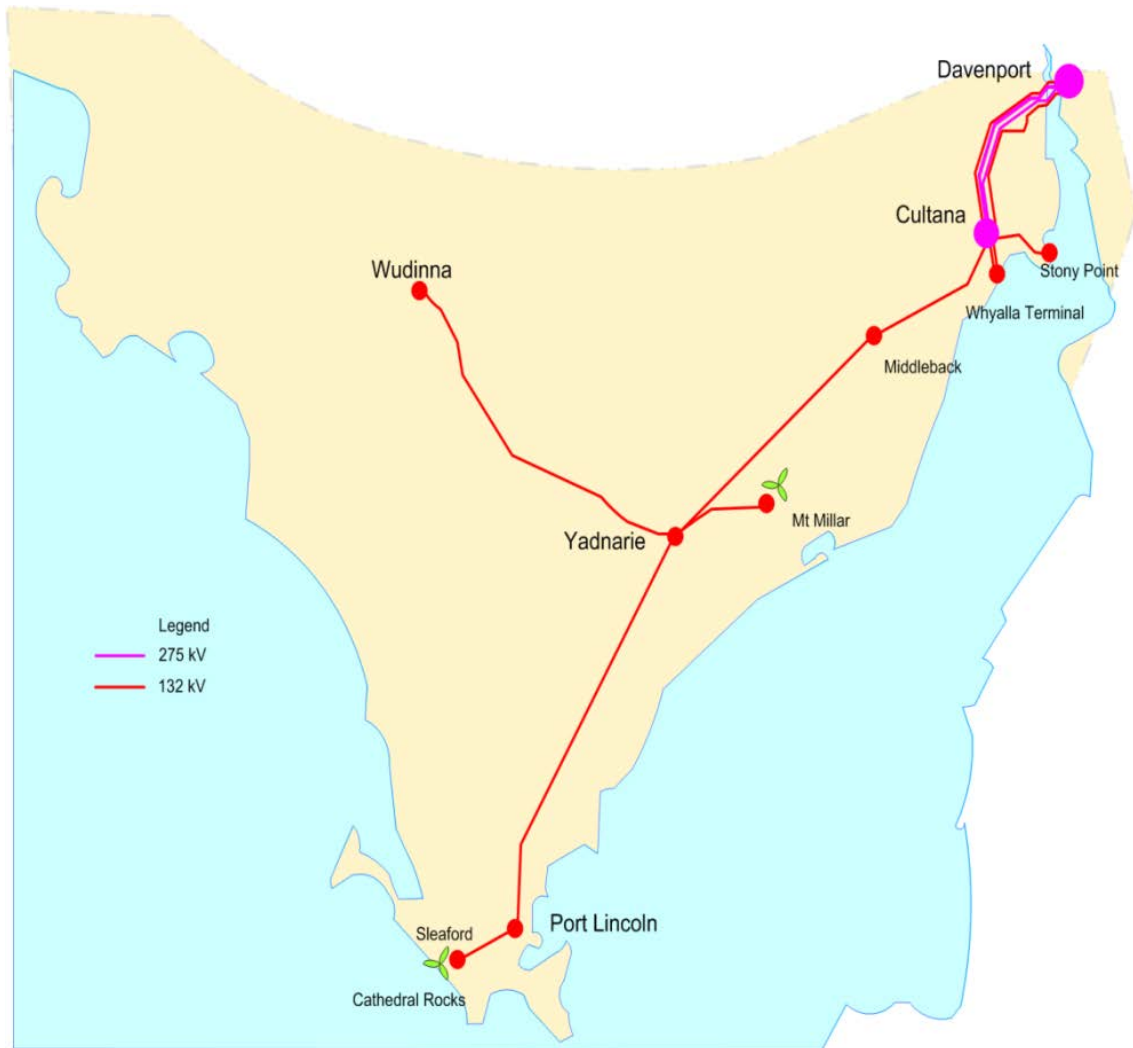 Davenport
Cultana
Wudinna
Stony Point
Whyalla Terminal
Middleback
Mt Millar
Yadnarie
Legend
275 kV
132 kV
Port Lincoln
Sleaford
Cathedral Rocks